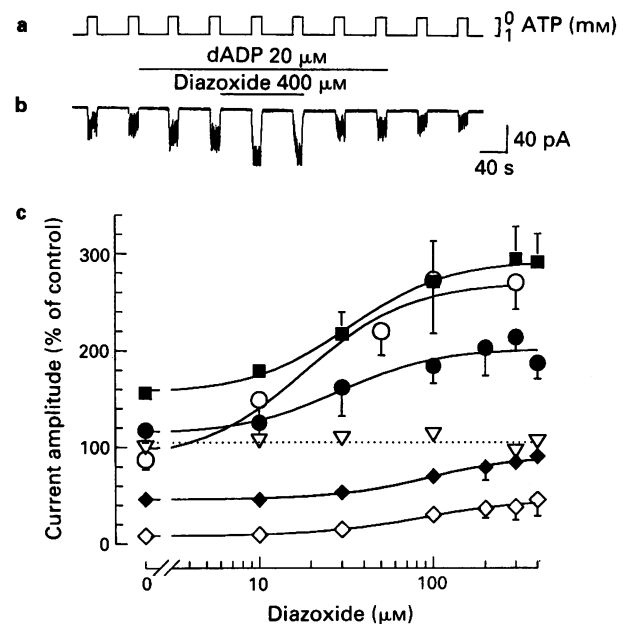 a
0
1
ATP (mM)
dADP 20 μM
Diazoxide 400 μM
b
40 pA
40 s
c
Current amplitude (% of control)
300
200
100
0
0 10 100
Diazoxide (μM)